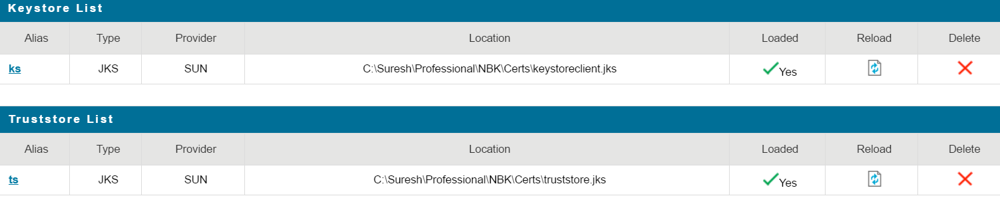 Keystore List
Alias Type Provider Location Loaded Reload Delete
ks JKS SUN C:\Suresh\Professional\NBK\Certs\keystoreclient.jks Yes
Truststore List
Alias Type Provider Location Loaded Reload Delete
ts JKS SUN C:\Suresh\Professional\NBK\Certs\truststore.jks Yes